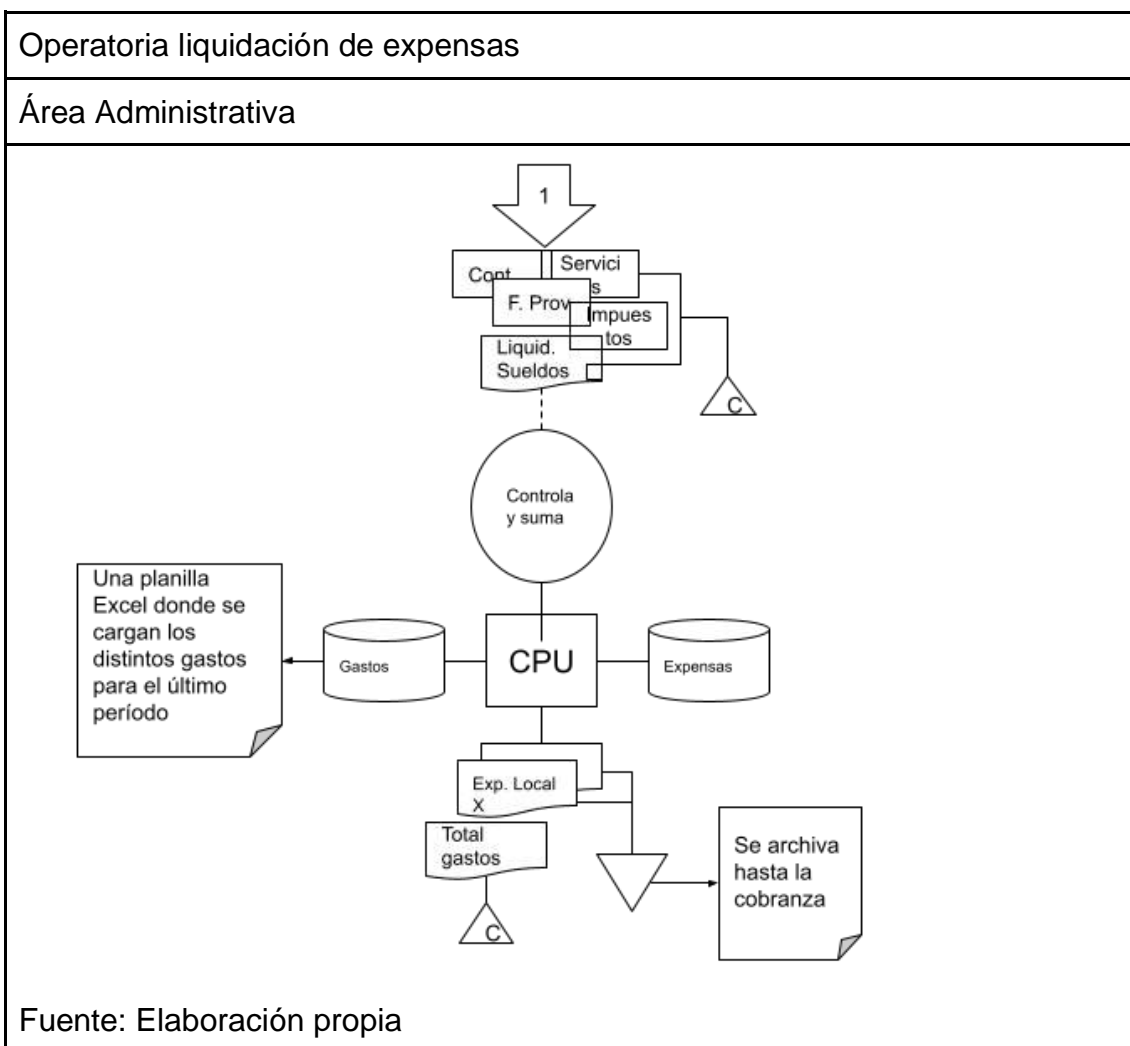 Operatoria liquidación de expensas
Área Administrativa
1
Cont.
Servici
s
F. Prov
Impues
tos
Liquid.
Sueldos
C
Controla
y suma
Una planilla
Excel donde se
cargan los
distintos gastos
para el último
período
Gastos
CPU
Expensas
Exp. Local
X
Total
gastos
C
Se archiva
hasta la
cobranza
Fuente: Elaboración propia